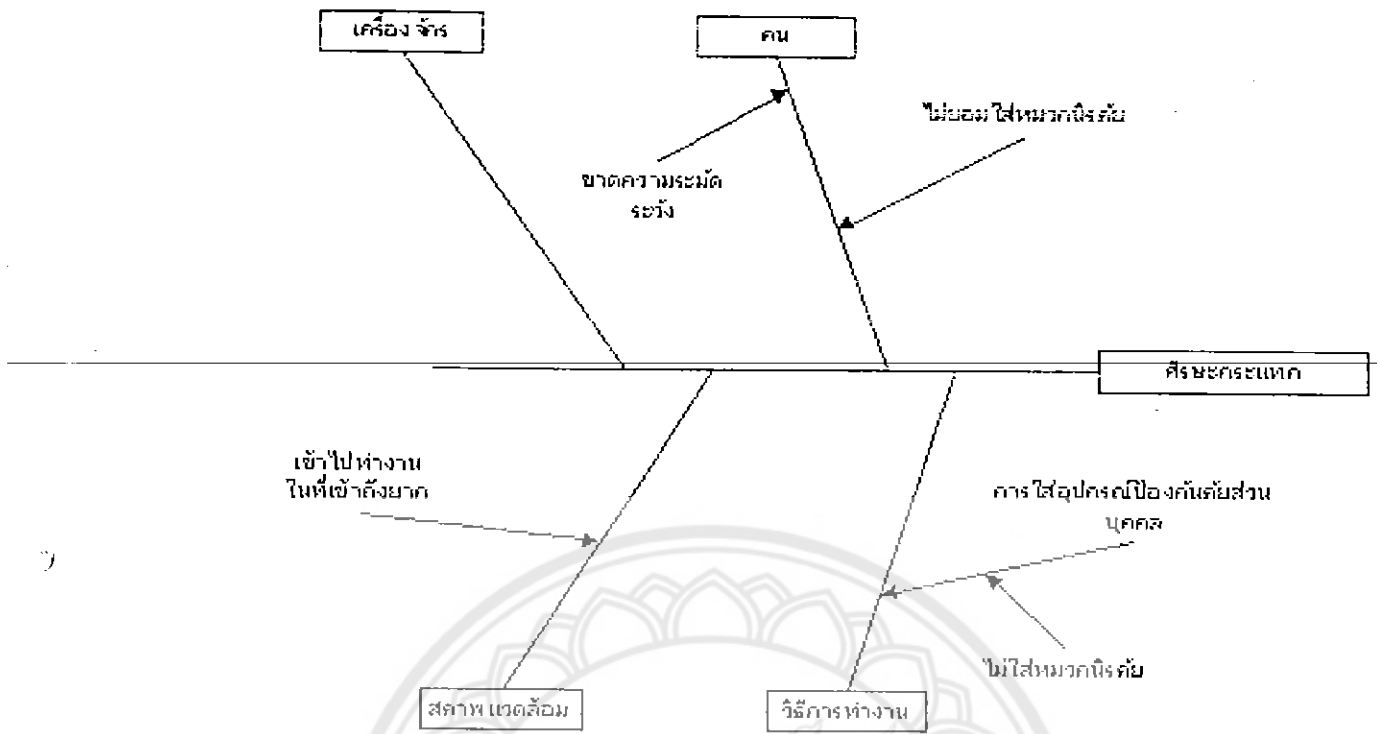 เครื่องจักร
คน
ไม่ยอมใส่หมวกนิรภัย
ขาดความระมัด
ระวัง
ศีรษะกระแทก
เข้าไปทำงาน
ในที่เข้าถึงยาก
การใส่อุปกรณ์ป้องกันภัยส่วน
บุคคล
ไม่ใส่หมวกนิรภัย
สภาพแวดล้อม
วิธีการทำงาน